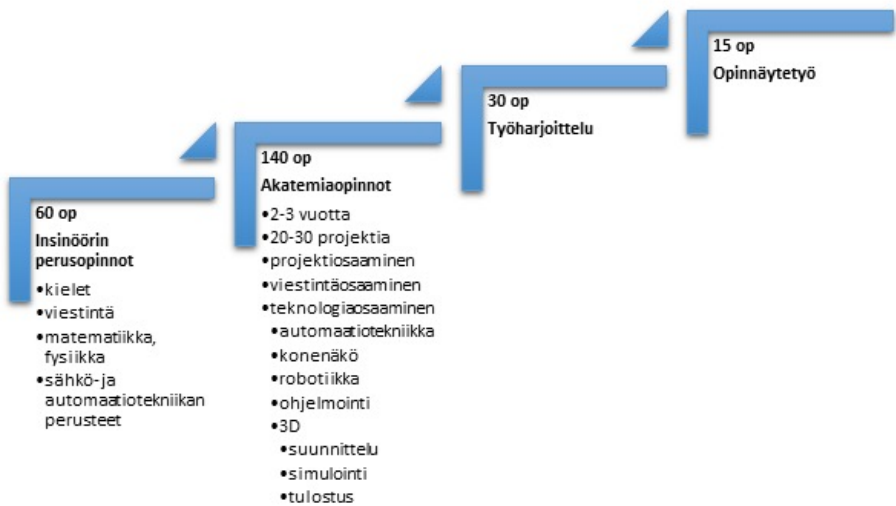 60 op
Insinöörin
perusopinnot
•kielet
•viestintä
•matematiikka,
fysiikka
•sähkö-ja
automaatiotekniikan
perusteet
140 op
Akatemiaopinnot
•2-3 vuotta
•20-30 projektia
•projektiosaaminen
•viestintäosaaminen
•teknologiaosaaminen
•automaatiotekniikka
•konenäkö
•robotiikka
•ohjelmointi
•3D
•suunnittelu
•simulointi
•tulostus
30 op
Työharjoittelu
15 op
Opinnäytetyö